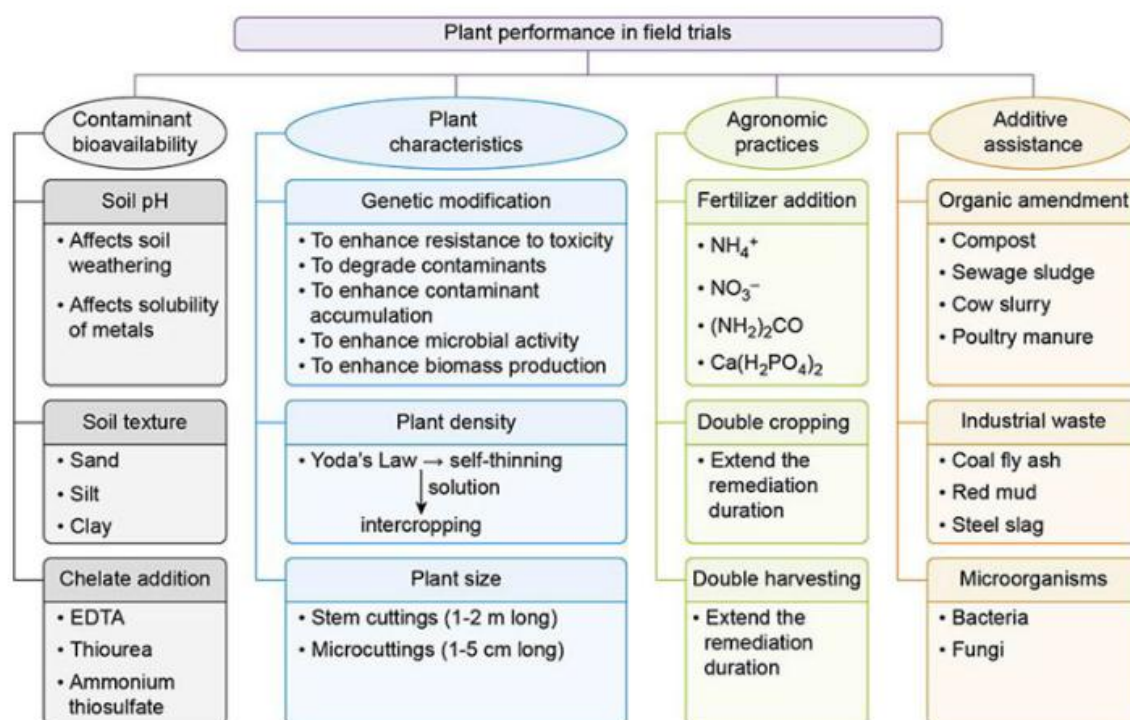 Plant performance in field trials
Contaminant
bioavailability
Soil pH
• Affects soil
weathering
• Affects solubility
of metals
Soil texture
• Sand
• Silt
• Clay
Chelate addition
• EDTA
• Thiourea
• Ammonium
thiosulfate
Plant
characteristics
Genetic modification
• To enhance resistance to toxicity
• To degrade contaminants
• To enhance contaminant
accumulation
• To enhance microbial activity
• To enhance biomass production
Plant density
• Yoda's Law → self-thinning
solution
intercropping
Plant size
• Stem cuttings (1-2 m long)
• Microcuttings (1-5 cm long)
Agronomic
practices
Fertilizer addition
• NH₄⁺
• NO₃⁻
• (NH₂)₂CO
• Ca(H₂PO₄)₂
Double cropping
• Extend the
remediation
duration
Double harvesting
• Extend the
remediation
duration
Additive
assistance
Organic amendment
• Compost
• Sewage sludge
• Cow slurry
• Poultry manure
Industrial waste
• Coal fly ash
• Red mud
• Steel slag
Microorganisms
• Bacteria
• Fungi